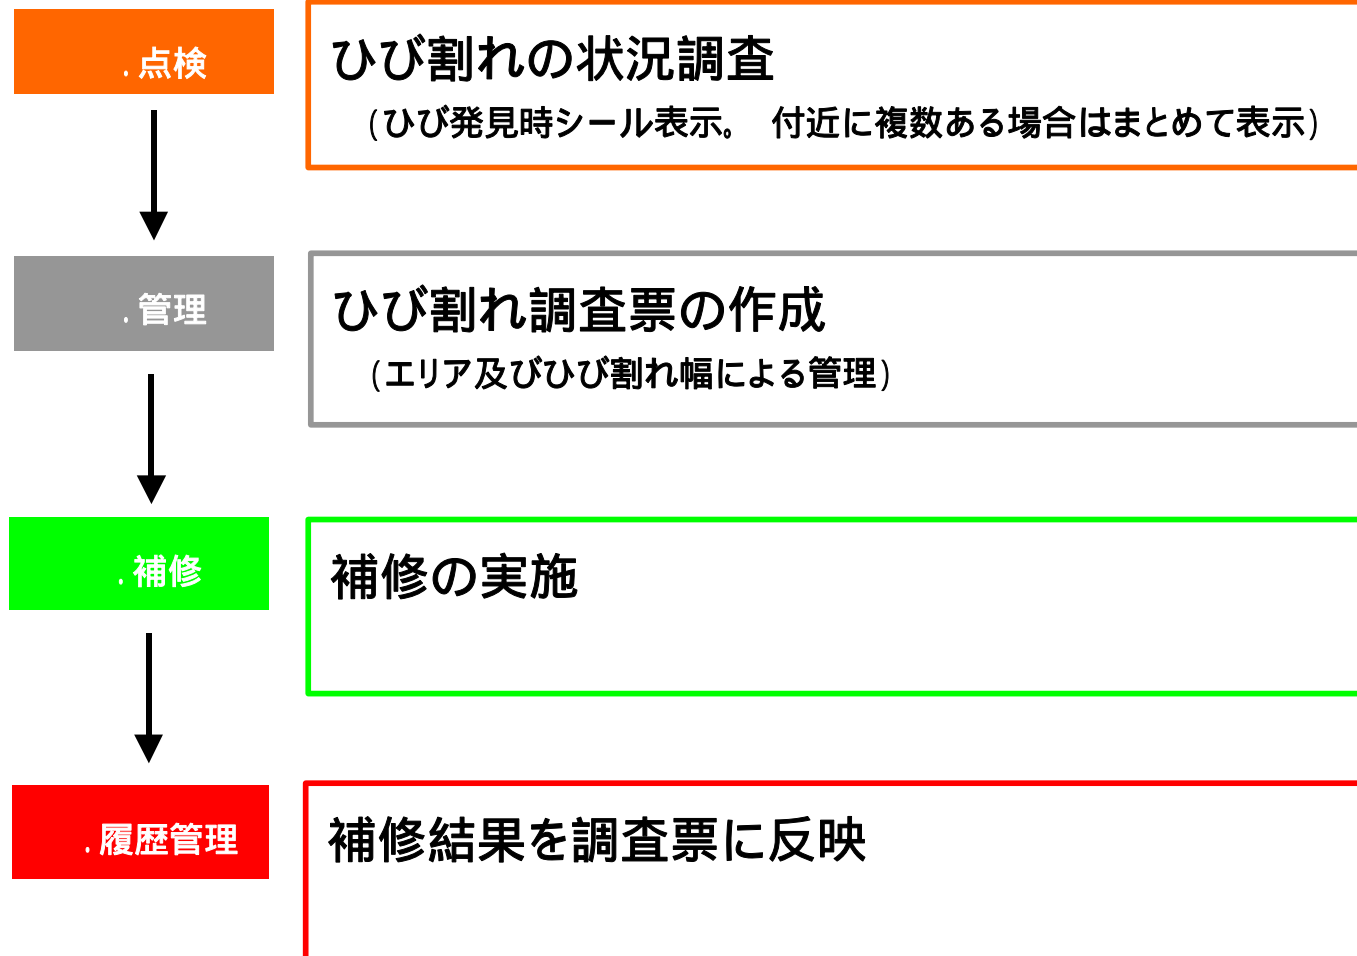 .点検
ひび割れの状況調査
(ひび発見時シール表示。 付近に複数ある場合はまとめて表示)
.管理
ひび割れ調査票の作成
(エリア及びひび割れ幅による管理)
.補修
補修の実施
.履歴管理
補修結果を調査票に反映